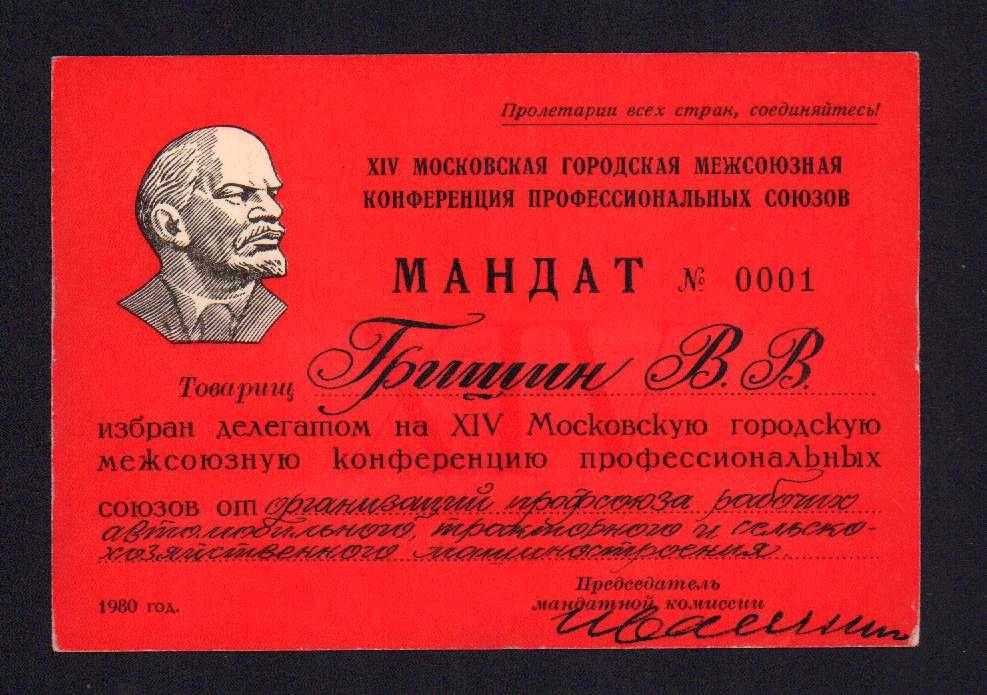 Пролетарии всех стран, соединяйтесь!
XIV МОСКОВСКАЯ ГОРОДСКАЯ МЕЖСОЮЗНАЯ
КОНФЕРЕНЦИЯ ПРОФЕССИОНАЛЬНЫХ СОЮЗОВ
МАНДАТ № 0001
Товарищ Гришин В. В.
избран делегатом на XIV Московскую городскую
межсоюзную конференцию профессиональных
союзов от организаций профсоюза рабочих
автомобильного, тракторного и сельско-
хозяйственного машиностроения.
Председатель
1980 год. мандатной комиссии